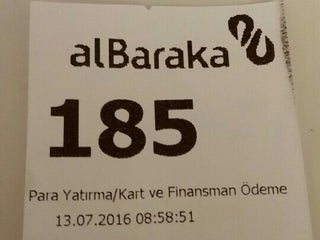 alBaraka
185
Para Yatırma/Kart ve Finansman Ödeme
13.07.2016 08:58:51